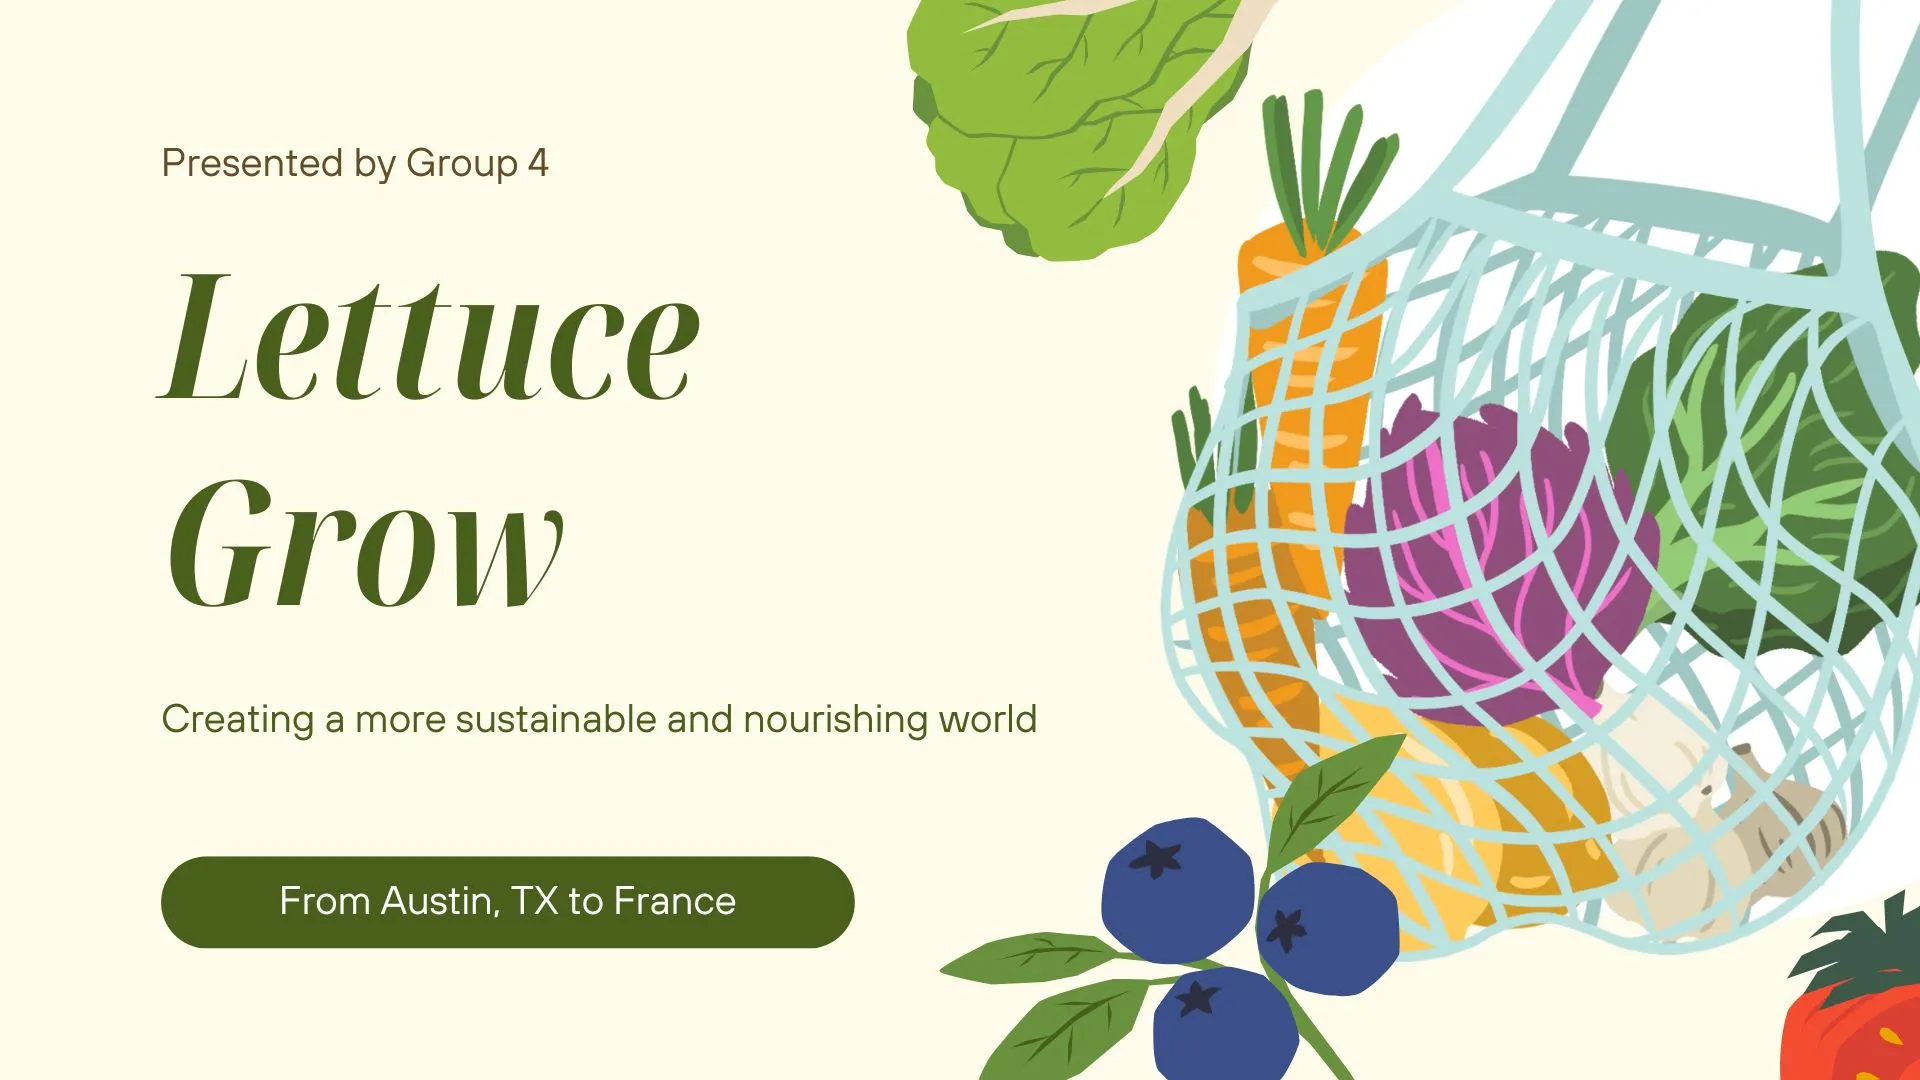 Presented by Group 4
Lettuce
Grow
Creating a more sustainable and nourishing world
From Austin, TX to France